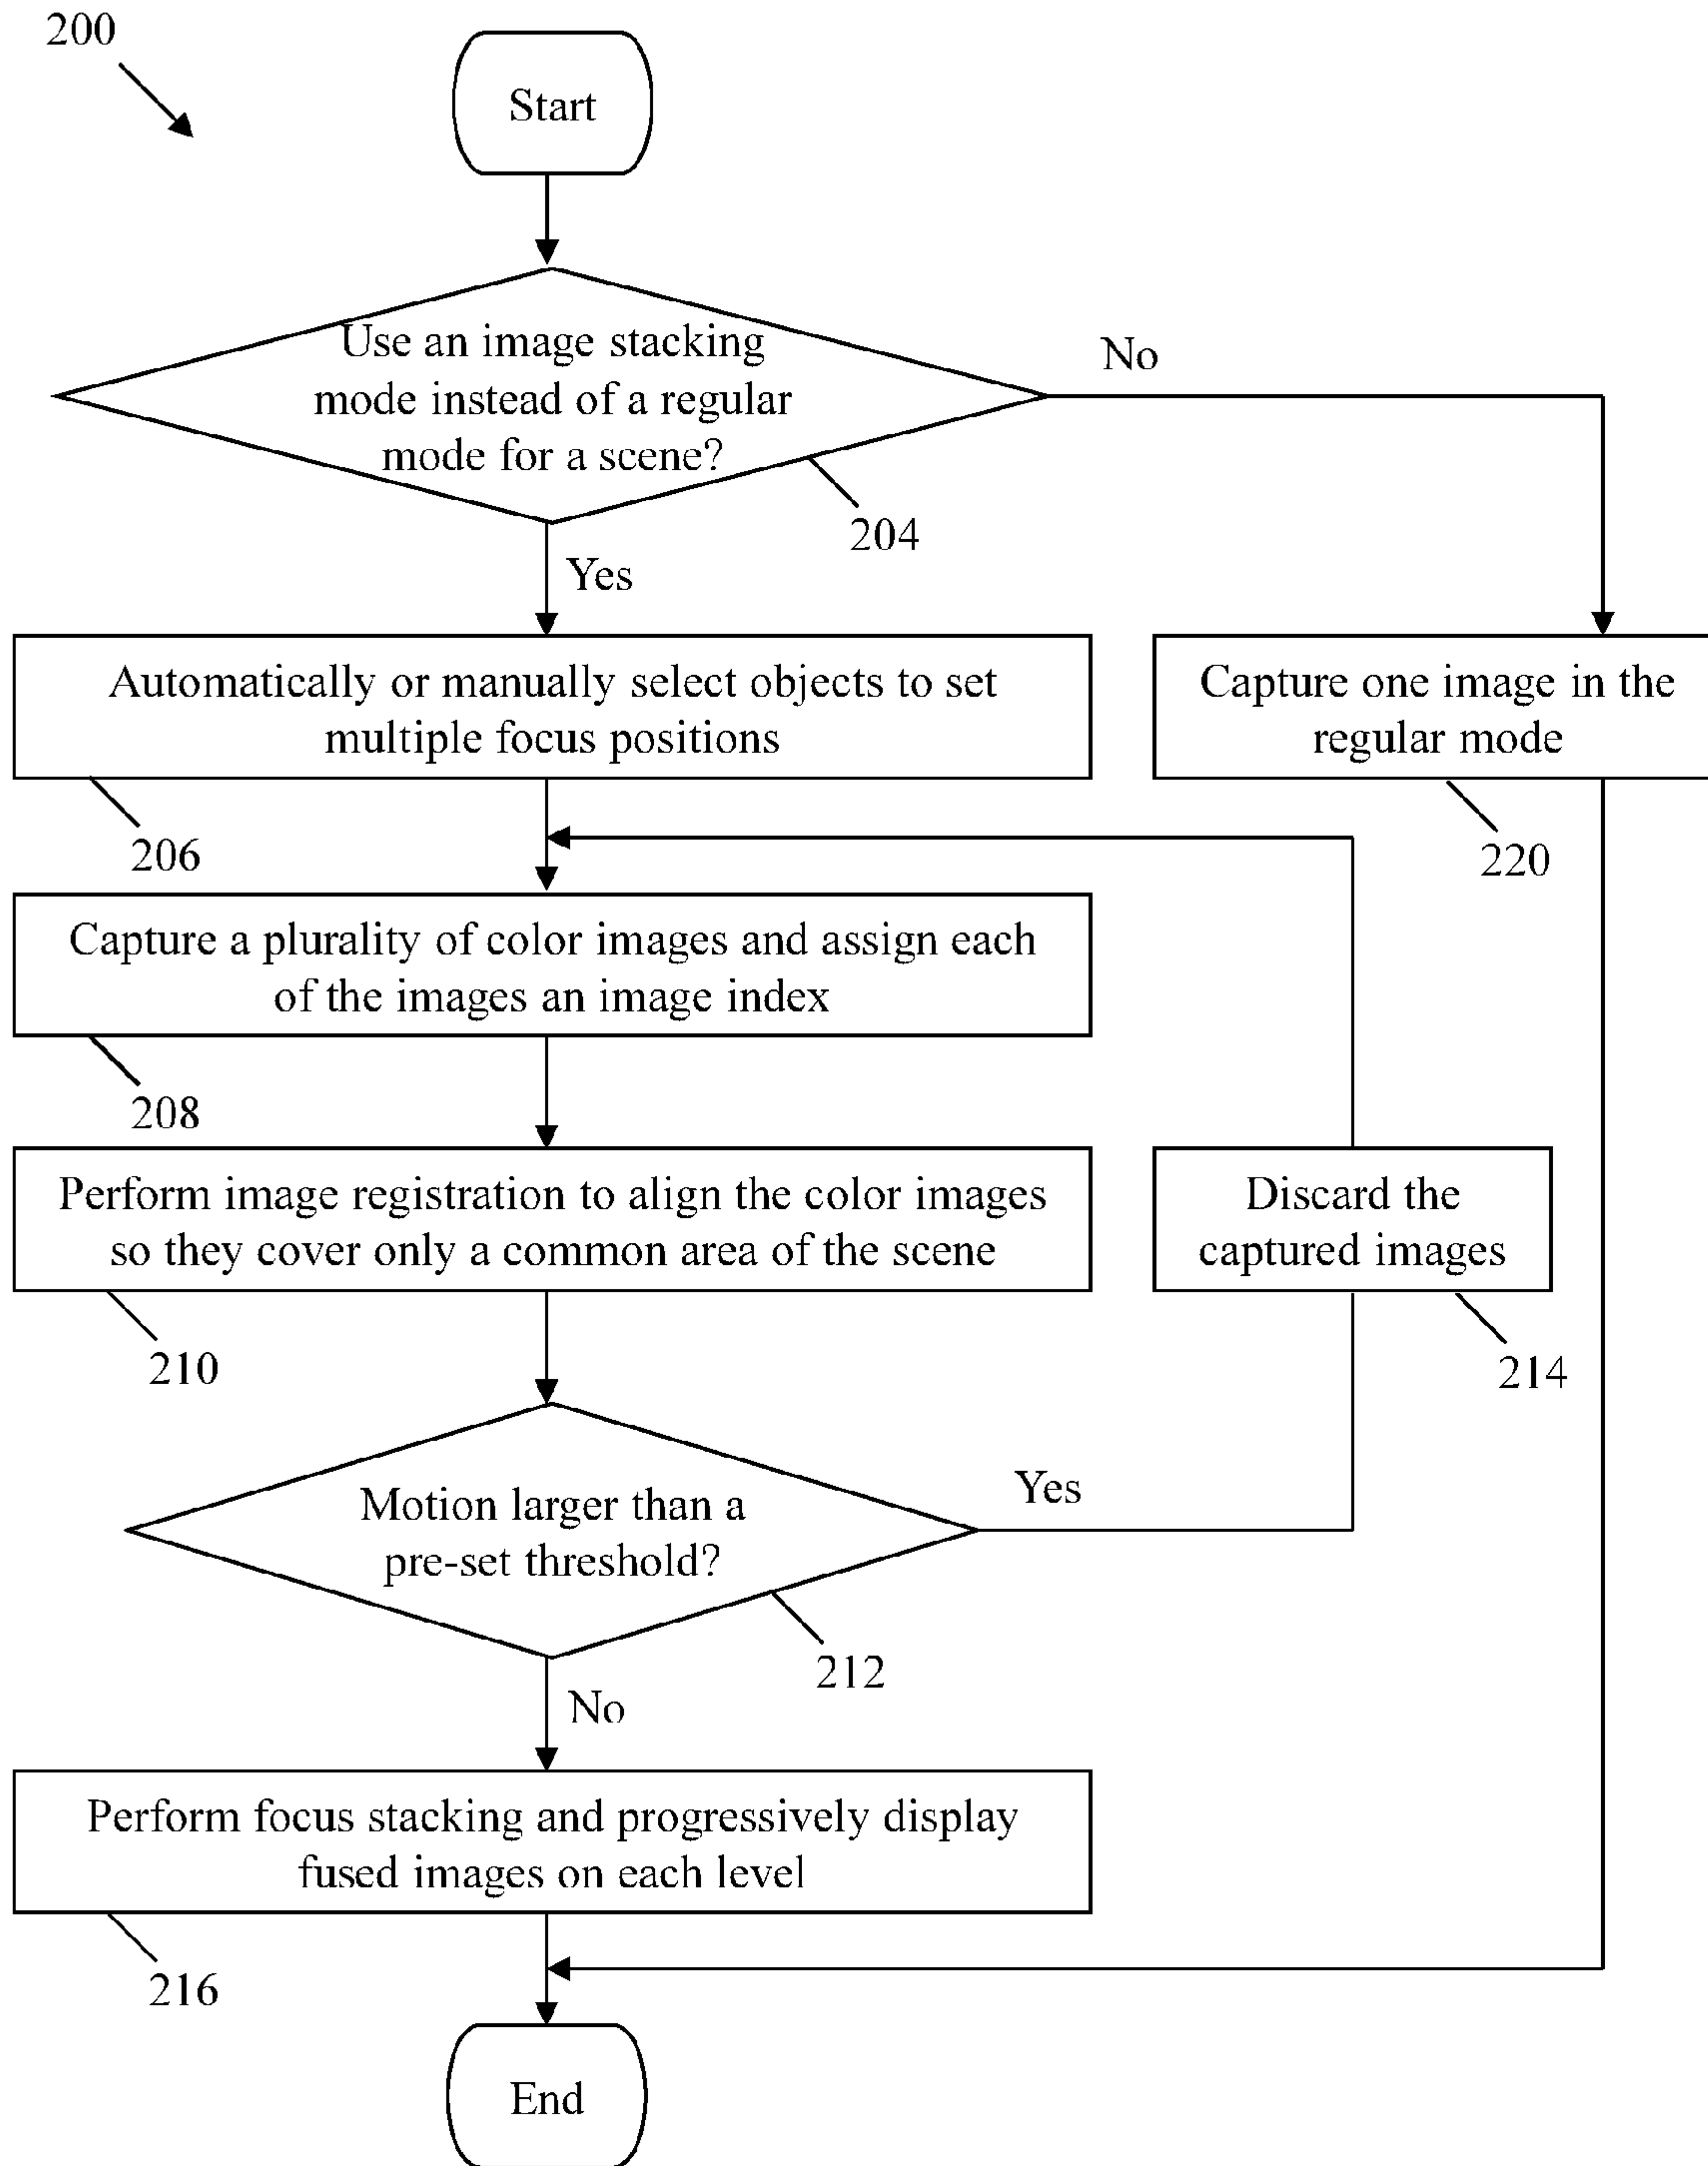 200
Start
Use an image stacking
mode instead of a regular
mode for a scene?
No
204
Yes
Automatically or manually select objects to set
multiple focus positions
206
Capture one image in the
regular mode
220
Capture a plurality of color images and assign each
of the images an image index
208
Perform image registration to align the color images
so they cover only a common area of the scene
210
Discard the
captured images
214
Motion larger than a
pre-set threshold?
Yes
212
No
Perform focus stacking and progressively display
fused images on each level
216
End